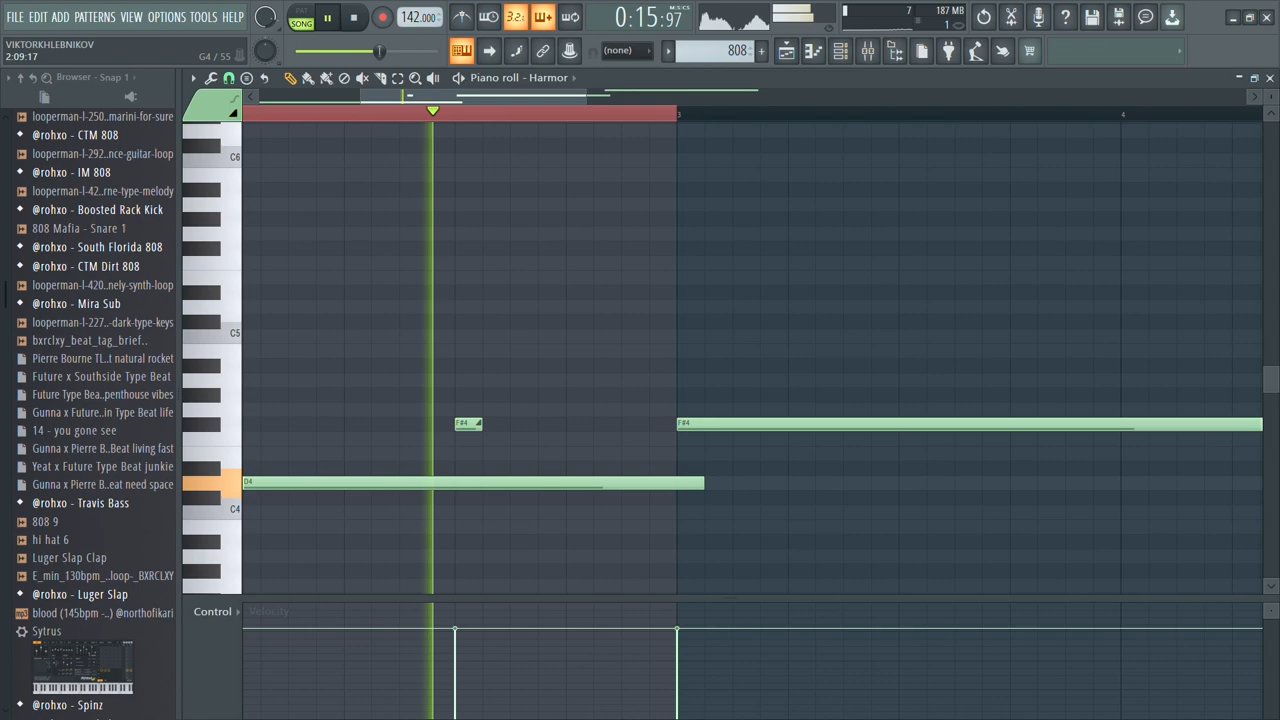 FILE EDIT ADD PATTERNS VIEW OPTIONS TOOLS HELP
PAT
SONG
142.000
3.2
0:15:97
M:S:CS
7
187 MB
1
VIKTORKHLEBNIKOV
2:09:17
G4 / 55
(none)
808
Browser - Snap 1
Piano roll - Harmor
looperman-l-250..marini-for-sure
@rohxo - CTM 808
looperman-l-292..nce-guitar-loop
@rohxo - IM 808
looperman-l-42..rne-type-melody
@rohxo - Boosted Rack Kick
808 Mafia - Snare 1
@rohxo - South Florida 808
@rohxo - CTM Dirt 808
looperman-l-420..nely-synth-loop
@rohxo - Mira Sub
looperman-l-227..-dark-type-keys
bxrclxy_beat_tag_brief..
Pierre Bourne TL..t natural rocket
Future x Southside Type Beat
Future Type Bea..penthouse vibes
Gunna x Future..in Type Beat life
14 - you gone see
Gunna x Pierre B..Beat living fast
Yeat x Future Type Beat junkie
Gunna x Pierre B..eat need space
@rohxo - Travis Bass
808 9
hi hat 6
Luger Slap Clap
E_min_130bpm_..loop-_BXRCLXY
@rohxo - Luger Slap
blood (145bpm -..) @northofikari
Sytrus
@rohxo - Spinz
3
4
C6
C5
C4
F#4
F#4
D4
Control
Velocity